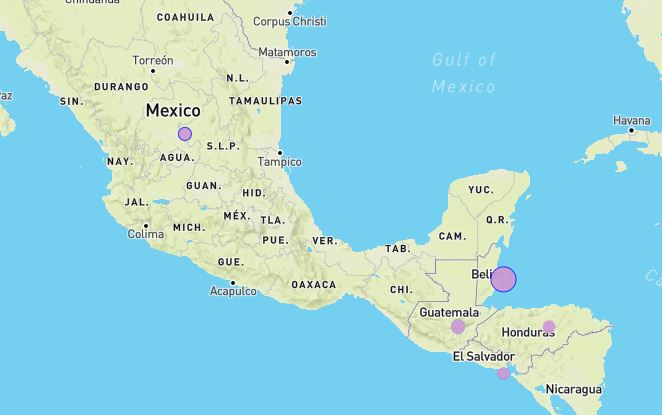 COAHUILA
Corpus Christi
Matamoros
Torreón
Gulf of
Mexico
DURANGO
N.L.
SIN.
TAMAULIPAS
Mexico
Havana
S.L.P.
NAY.
AGUA.
Tampico
GUAN.
HID.
YUC.
JAL.
MÉX.
TLA.
Q.R.
Colima
MICH.
PUE.
VER.
CAM.
TAB.
GUE.
Acapulco
OAXACA
CHI.
Beli
Guatemala
Honduras
El Salvador
Nicaragua